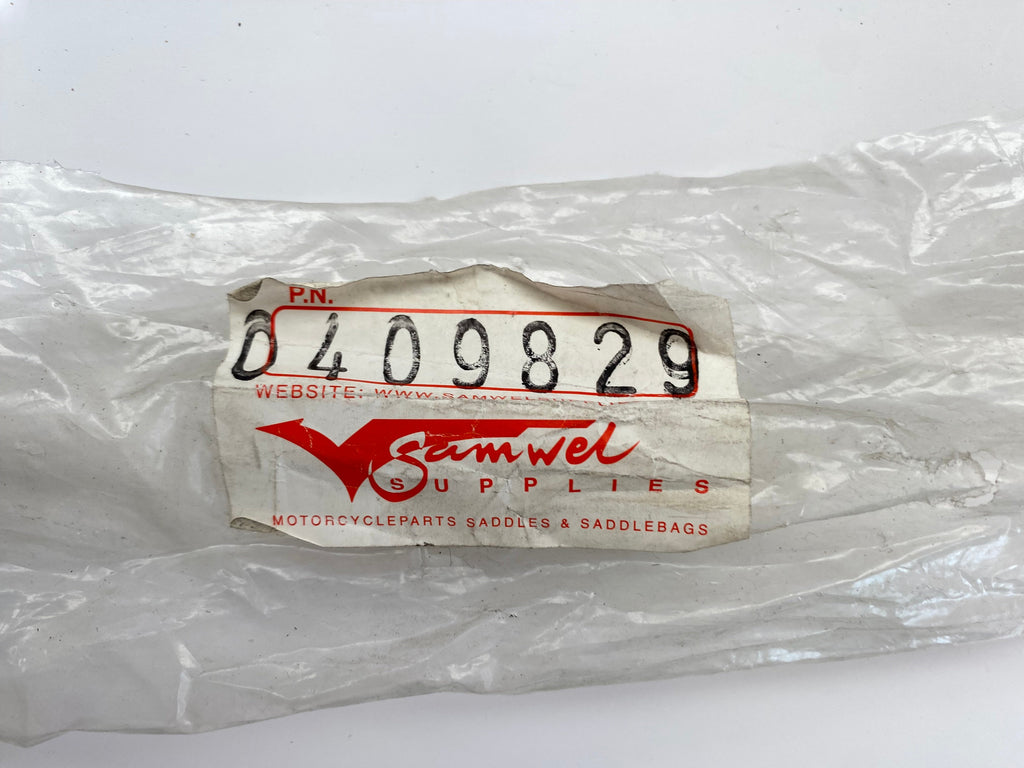 P.N.
0409829
WEBSITE:
Samwel
SUPPLIES
MOTORCYCLEPARTS SADDLES & SADDLEBAGS